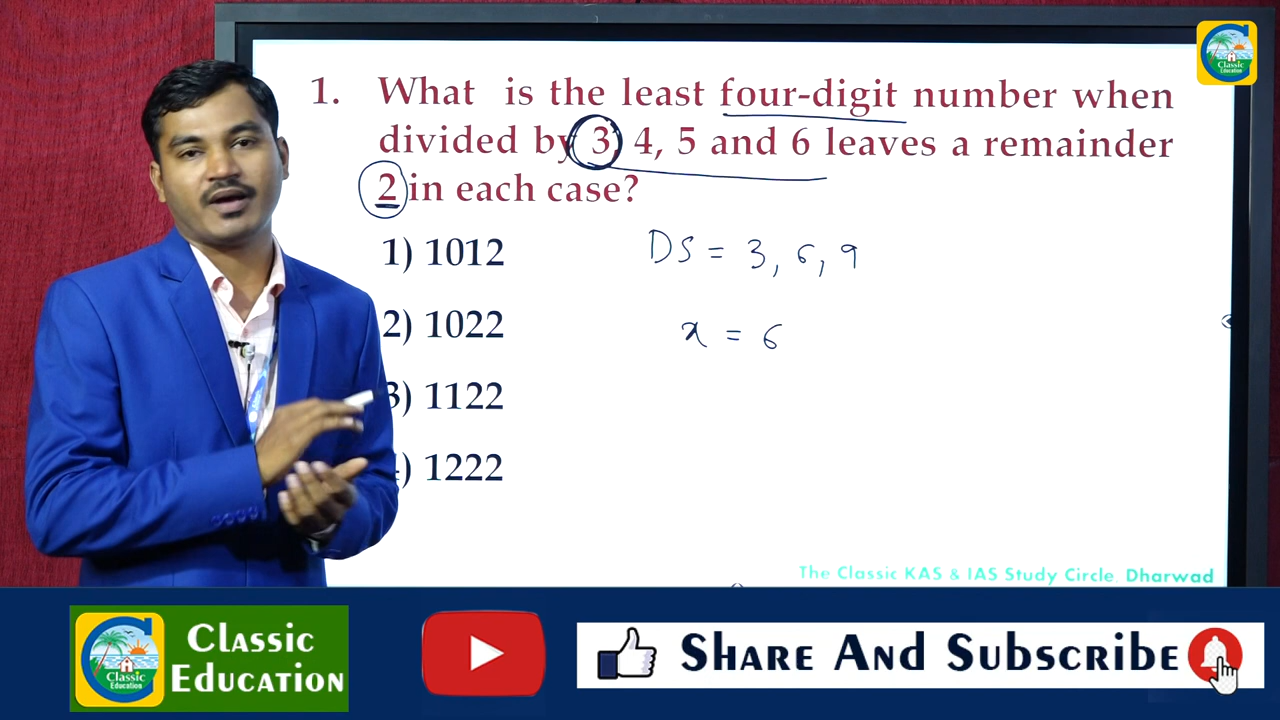 Classic
Education
1. What is the least four-digit number when
divided by 3, 4, 5 and 6 leaves a remainder
2 in each case?
1) 1012
DS = 3, 6, 9
2) 1022
x = 6
3) 1122
4) 1222
The Classic KAS & IAS Study Circle, Dharwad
Classic
Education
Classic
Education
Share And Subscribe